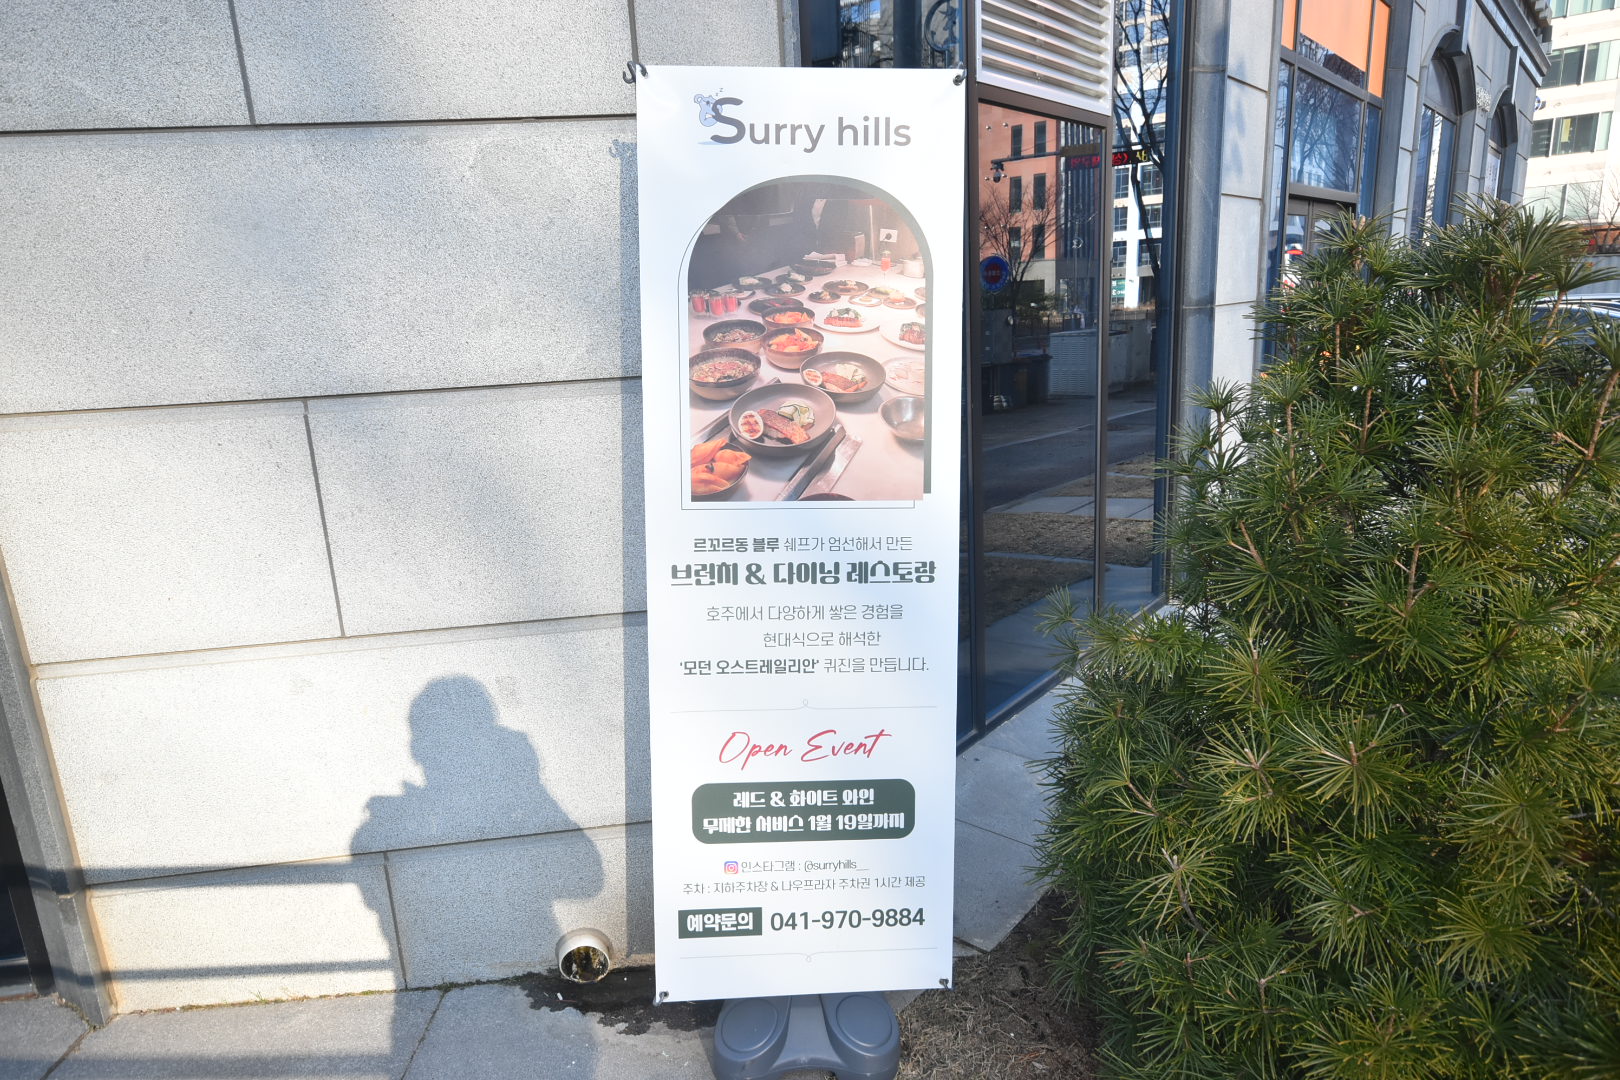 Surry hills
르꼬르동 블루 쉐프가 엄선해서 만든
브런치 & 다이닝 레스토랑
호주에서 다양하게 쌓은 경험을
현대식으로 해석한
'모던 오스트레일리안' 퀴진을 만듭니다.
Open Event
레드 & 화이트 와인
무제한 서비스 1월 19일까지
인스타그램 : @surryhills__
주차 : 지하주차장 & 나우프라자 주차권 1시간 제공
예약문의 041-970-9884